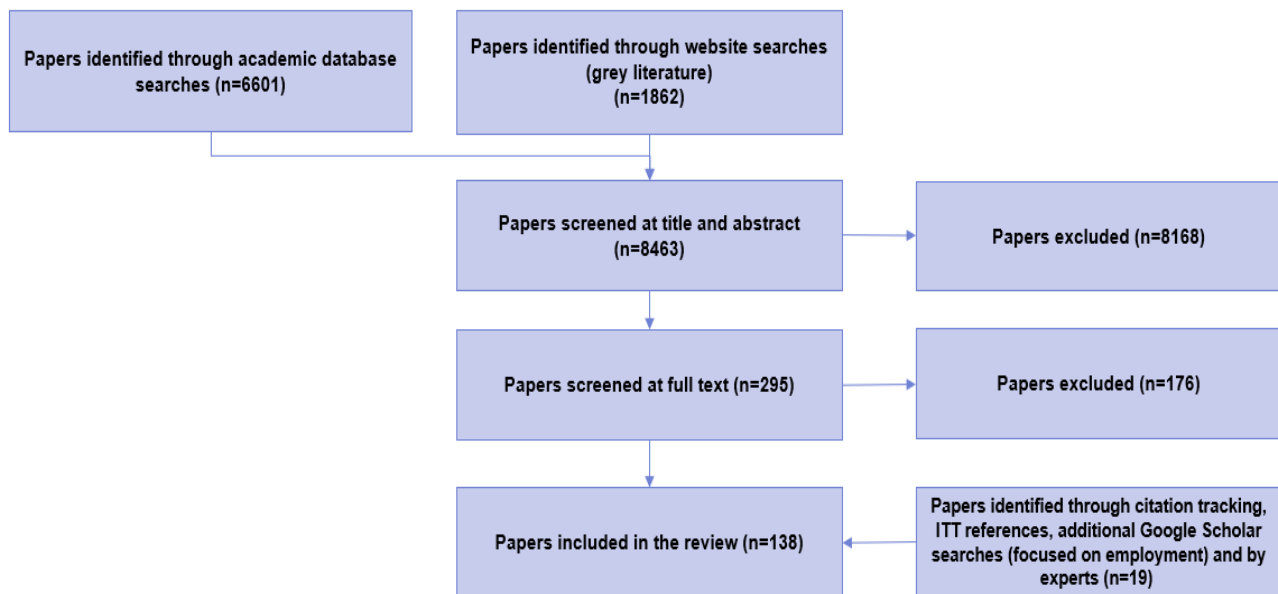 Papers identified through academic database
searches (n=6601)
Papers identified through website searches
(grey literature)
(n=1862)
Papers screened at title and abstract
(n=8463)
Papers excluded (n=8168)
Papers screened at full text (n=295)
Papers excluded (n=176)
Papers included in the review (n=138)
Papers identified through citation tracking,
ITT references, additional Google Scholar
searches (focused on employment) and by
experts (n=19)